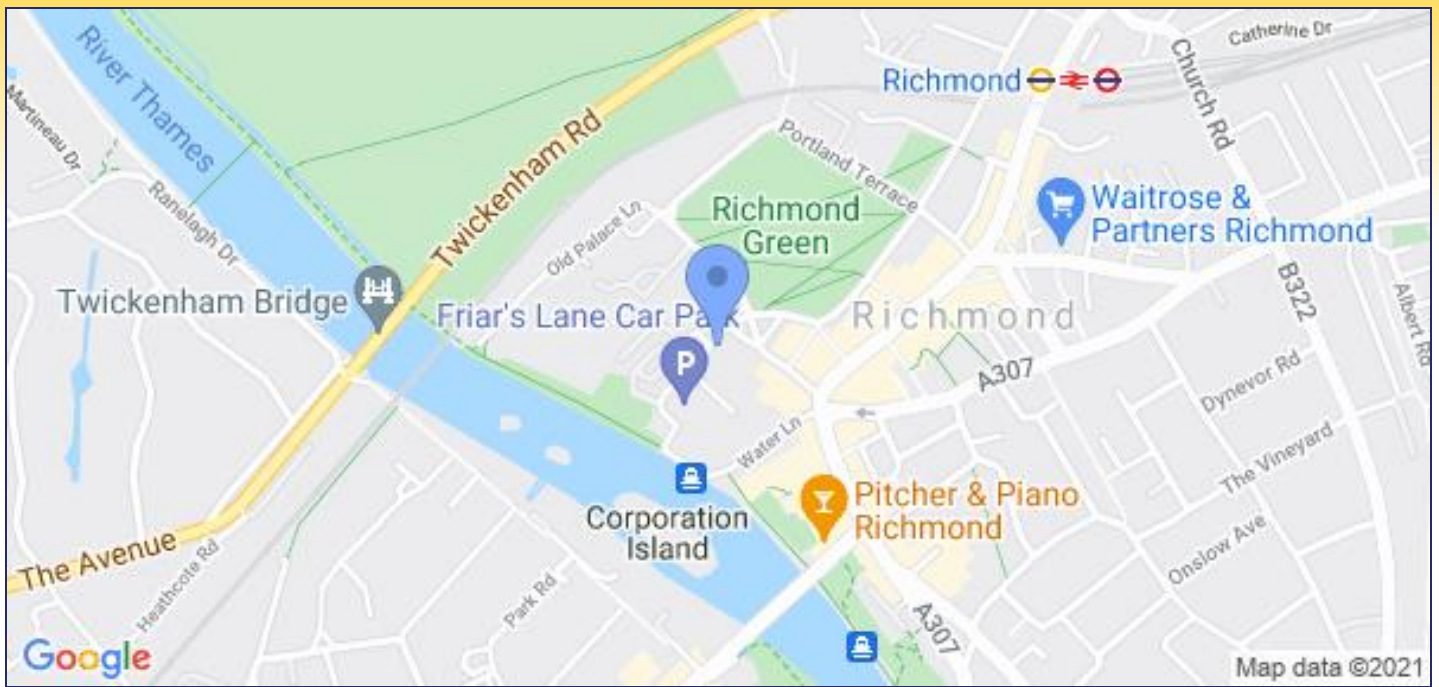 River Thames
Martineau Dr
Ranelagh Dr
Twickenham Rd
Twickenham Bridge
Old Palace Ln
Portland Terrace
Richmond
Green
Friar's Lane Car Park
P
Richmond
Richmond
Catherine Dr
Church Rd
Waitrose &
Partners Richmond
B322
Albert Rd
A307
Dynevor Rd
The Vineyard
Onslow Ave
Water Ln
Pitcher & Piano
Richmond
Corporation
Island
The Avenue
Heathcote Rd
Park Rd
A307
Google
Map data ©2021